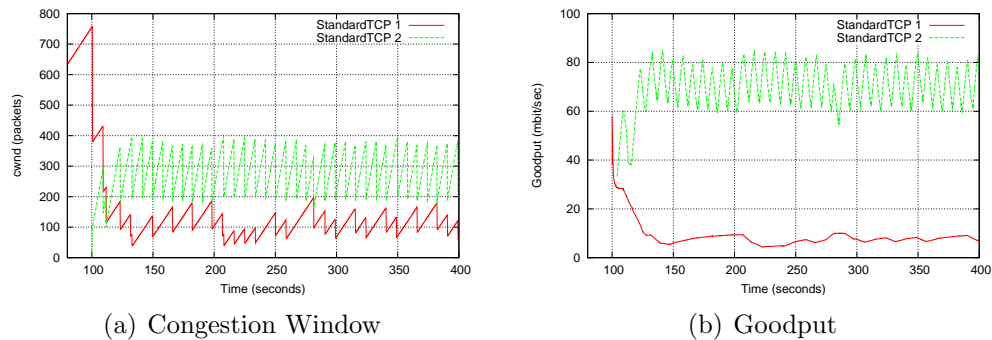 800
700
600
500
400
300
200
100
0
cwnd (packets)
StandardTCP 1
StandardTCP 2
100 150 200 250 300 350 400
Time (seconds)
(a) Congestion Window
100
80
60
40
20
0
Goodput (mbit/sec)
StandardTCP 1
StandardTCP 2
100 150 200 250 300 350 400
Time (seconds)
(b) Goodput